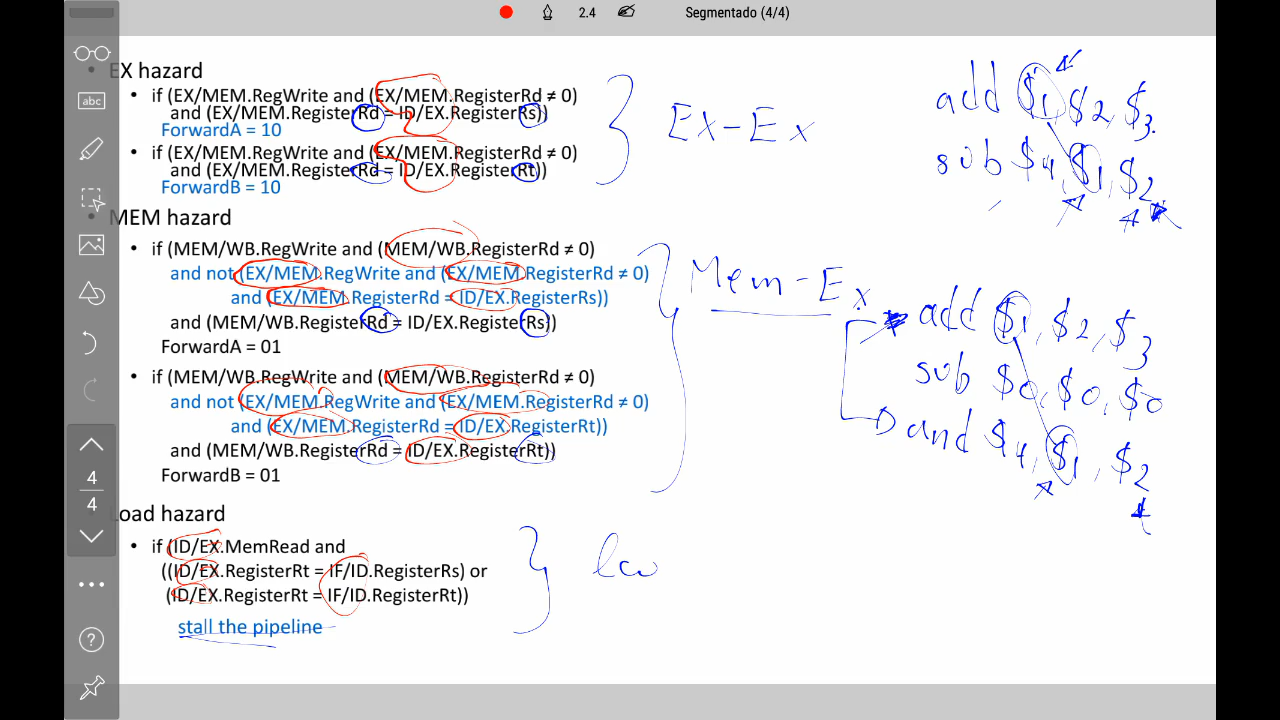 2.4
Segmentado (4/4)
EX hazard
• if (EX/MEM.RegWrite and (EX/MEM.RegisterRd ≠ 0)
and (EX/MEM.RegisterRd = ID/EX.RegisterRs))
ForwardA = 10
• if (EX/MEM.RegWrite and (EX/MEM.RegisterRd ≠ 0)
and (EX/MEM.RegisterRd = ID/EX.RegisterRt))
ForwardB = 10
Ex-Ex
add $1, $2, $3.
sub $4, $1, $2
MEM hazard
• if (MEM/WB.RegWrite and (MEM/WB.RegisterRd ≠ 0)
and not (EX/MEM.RegWrite and (EX/MEM.RegisterRd ≠ 0)
and (EX/MEM.RegisterRd = ID/EX.RegisterRs))
and (MEM/WB.RegisterRd = ID/EX.RegisterRs))
ForwardA = 01
• if (MEM/WB.RegWrite and (MEM/WB.RegisterRd ≠ 0)
and not (EX/MEM.RegWrite and (EX/MEM.RegisterRd ≠ 0)
and (EX/MEM.RegisterRd = ID/EX.RegisterRt))
and (MEM/WB.RegisterRd = ID/EX.RegisterRt))
ForwardB = 01
Mem-Ex
add $1, $2, $3
sub $0, $0, $0
and $4, $1, $2
Load hazard
• if (ID/EX.MemRead and
((ID/EX.RegisterRt = IF/ID.RegisterRs) or
(ID/EX.RegisterRt = IF/ID.RegisterRt))
stall the pipeline
lw
abc
4
4
?